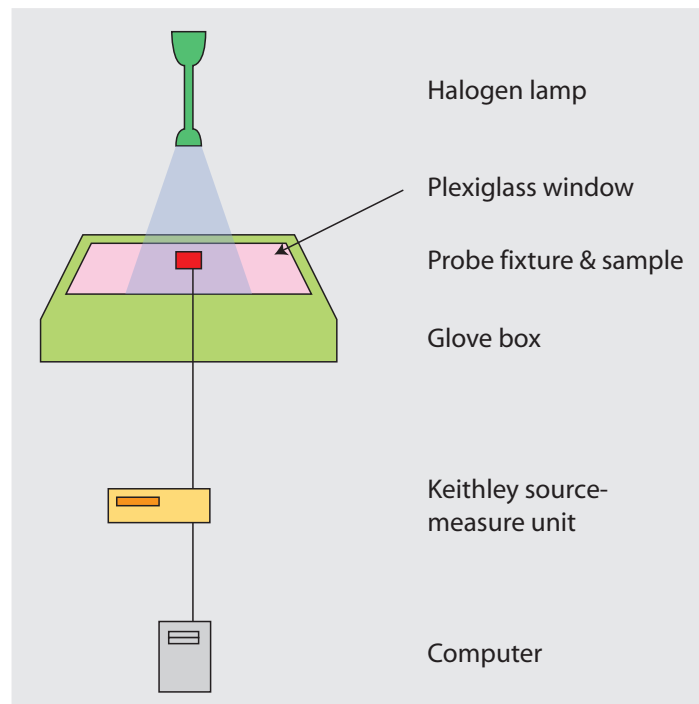 Halogen lamp
Plexiglass window
Probe fixture & sample
Glove box
Keithley source-
measure unit
Computer